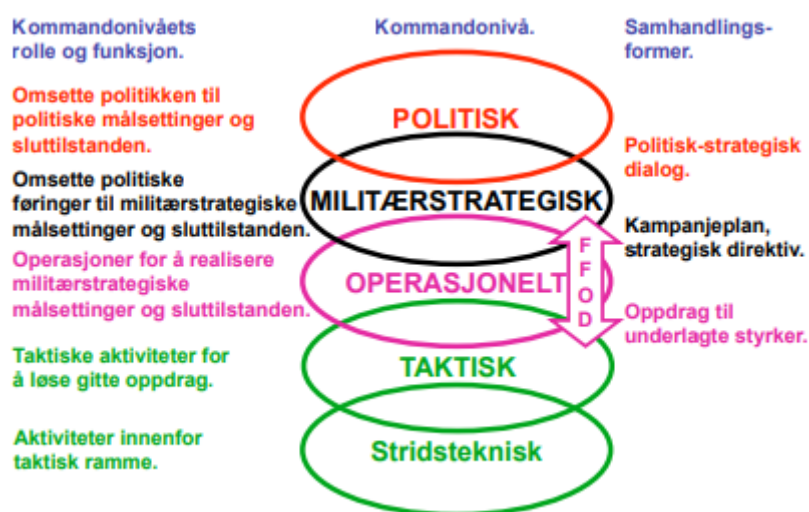 Kommandonivåets
rolle og funksjon.
Kommandonivå.
Samhandlings-
former.
Omsette politikken til
politiske målsettinger og
sluttilstanden.
POLITISK
Politisk-strategisk
dialog.
Omsette politiske
føringer til militærstrategiske
målsettinger og sluttilstanden.
MILITÆRSTRATEGISK
Kampanjeplan,
strategisk direktiv.
Operasjoner for å realisere
militærstrategiske
målsettinger og sluttilstanden.
OPERASJONELT
FFOD
Oppdrag til
underlagte styrker.
Taktiske aktiviteter for
å løse gitte oppdrag.
TAKTISK
Aktiviteter innenfor
taktisk ramme.
Stridsteknisk